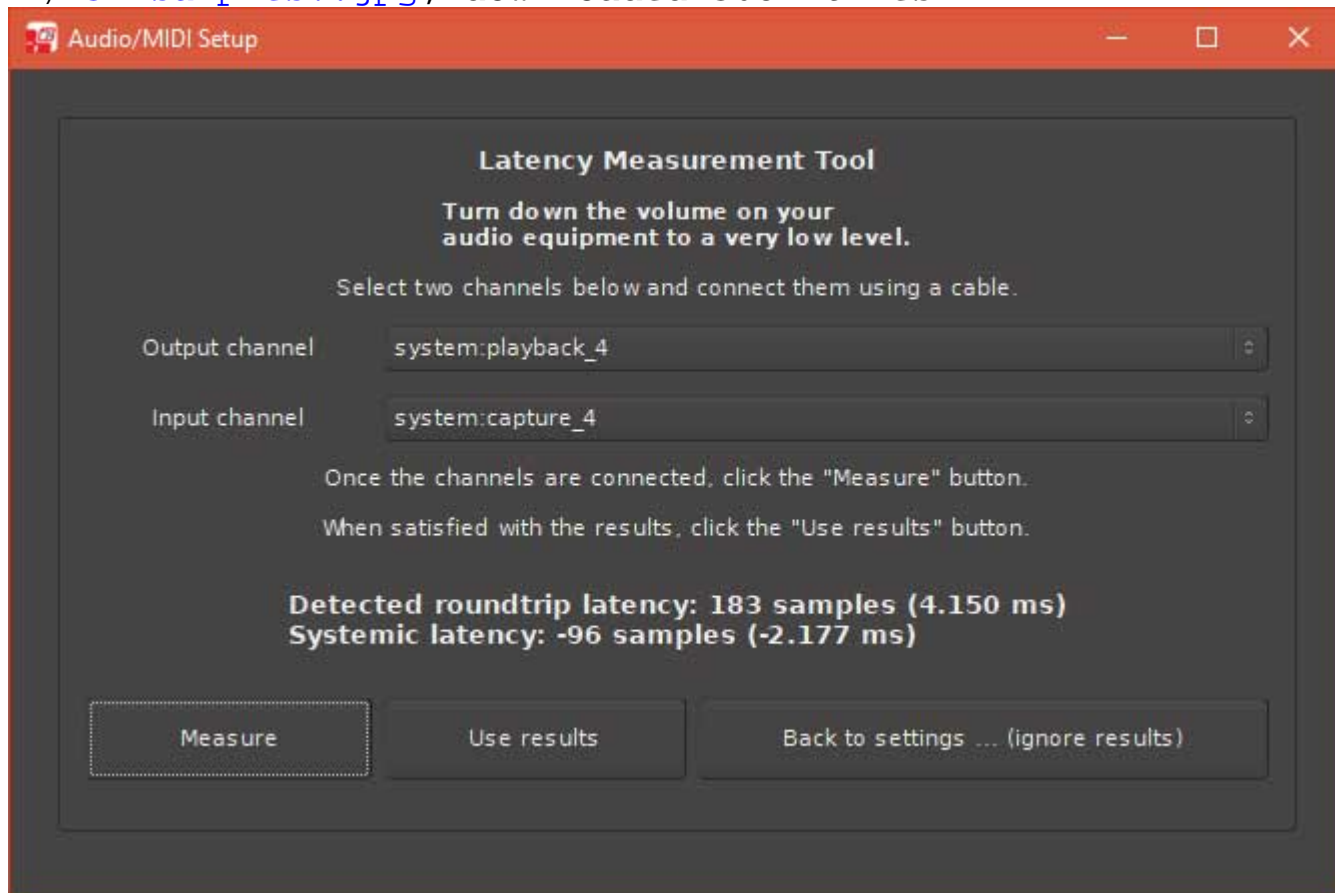 Audio/MIDI Setup
Latency Measurement Tool
Turn down the volume on your
audio equipment to a very low level.
Select two channels below and connect them using a cable.
Output channel system:playback_4
Input channel system:capture_4
Once the channels are connected, click the "Measure" button.
When satisfied with the results, click the "Use results" button.
Detected roundtrip latency: 183 samples (4.150 ms)
Systemic latency: -96 samples (-2.177 ms)
Measure Use results Back to settings ... (ignore results)